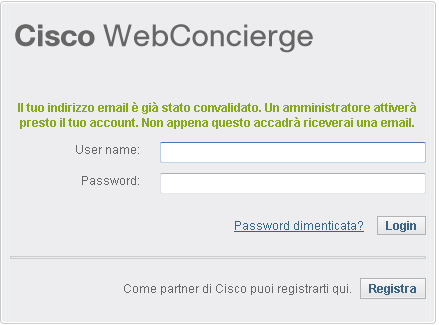 Cisco WebConcierge
Il tuo indirizzo email è già stato convalidato. Un amministratore attiverà
presto il tuo account. Non appena questo accadrà riceverai una email.
User name:
Password:
Password dimenticata? Login
Come partner di Cisco puoi registrarti qui. Registra